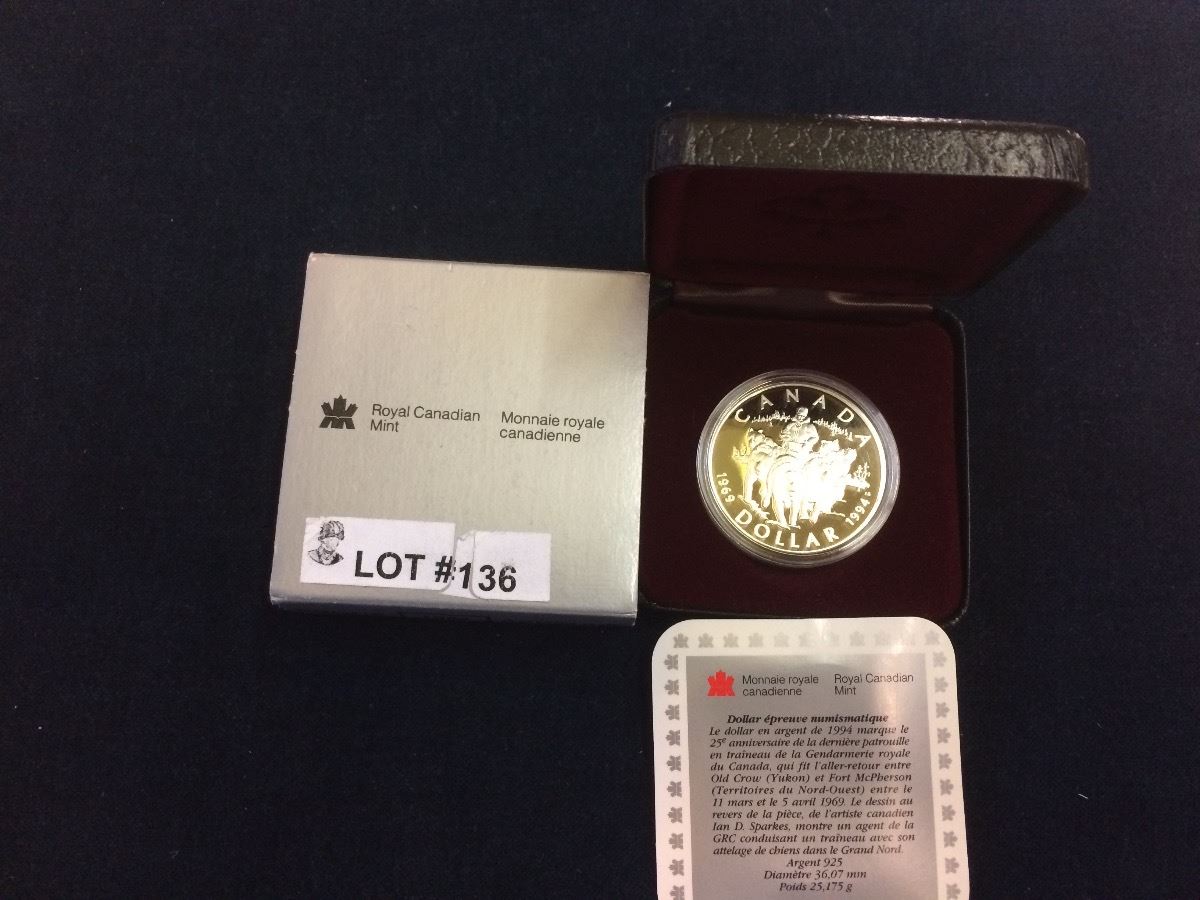 Royal Canadian
Mint
Monnaie royale
canadienne
LOT #136
CANADA
1969
1994
DOLLAR
Monnaie royale
canadienne
Royal Canadian
Mint
Dollar épreuve numismatique
Le dollar en argent de 1994 marque le
25e anniversaire de la dernière patrouille
en traîneau de la Gendarmerie royale
du Canada, qui fit l'aller-retour entre
Old Crow (Yukon) et Fort McPherson
(Territoires du Nord-Ouest) entre le
11 mars et le 5 avril 1969. Le dessin au
revers de la pièce, de l'artiste canadien
Ian D. Sparkes, montre un agent de la
GRC conduisant un traîneau avec son
attelage de chiens dans le Grand Nord.
Argent 925
Diamètre 36,07 mm
Poids 25,175 g